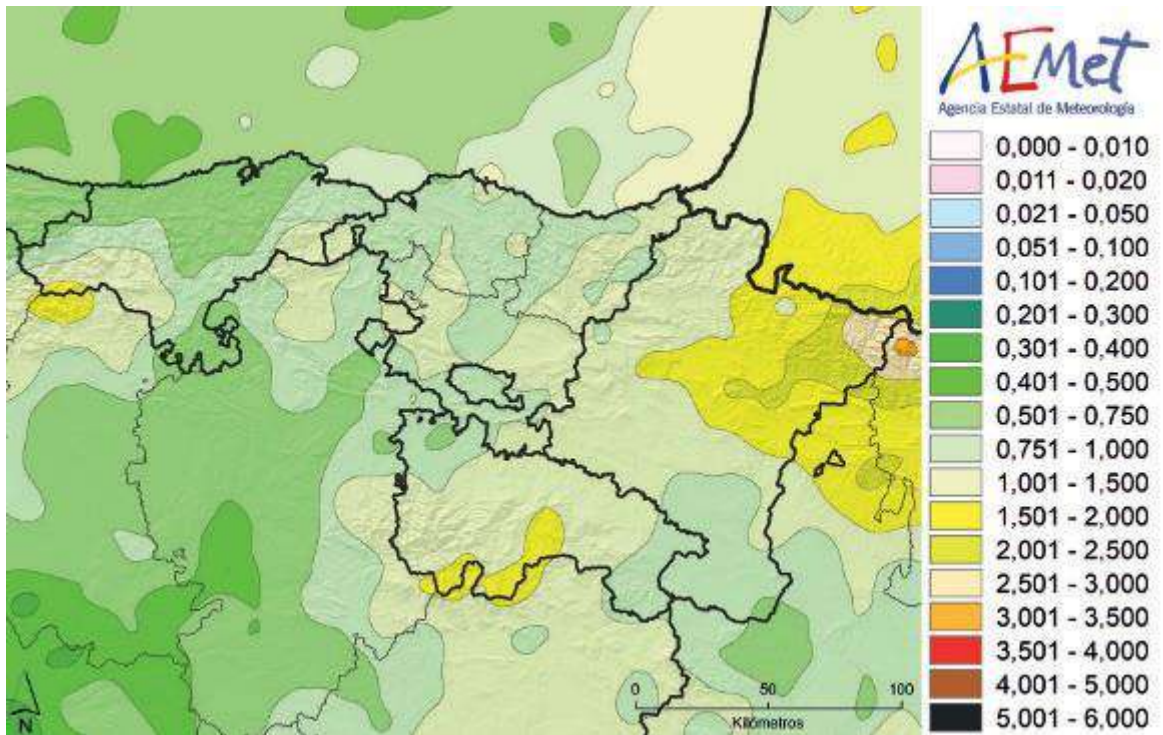 AEMet
Agencia Estatal de Meteorología
0,000 - 0,010
0,011 - 0,020
0,021 - 0,050
0,051 - 0,100
0,101 - 0,200
0,201 - 0,300
0,301 - 0,400
0,401 - 0,500
0,501 - 0,750
0,751 - 1,000
1,001 - 1,500
1,501 - 2,000
2,001 - 2,500
2,501 - 3,000
3,001 - 3,500
3,501 - 4,000
4,001 - 5,000
5,001 - 6,000
0 50 100
Kilómetros
N